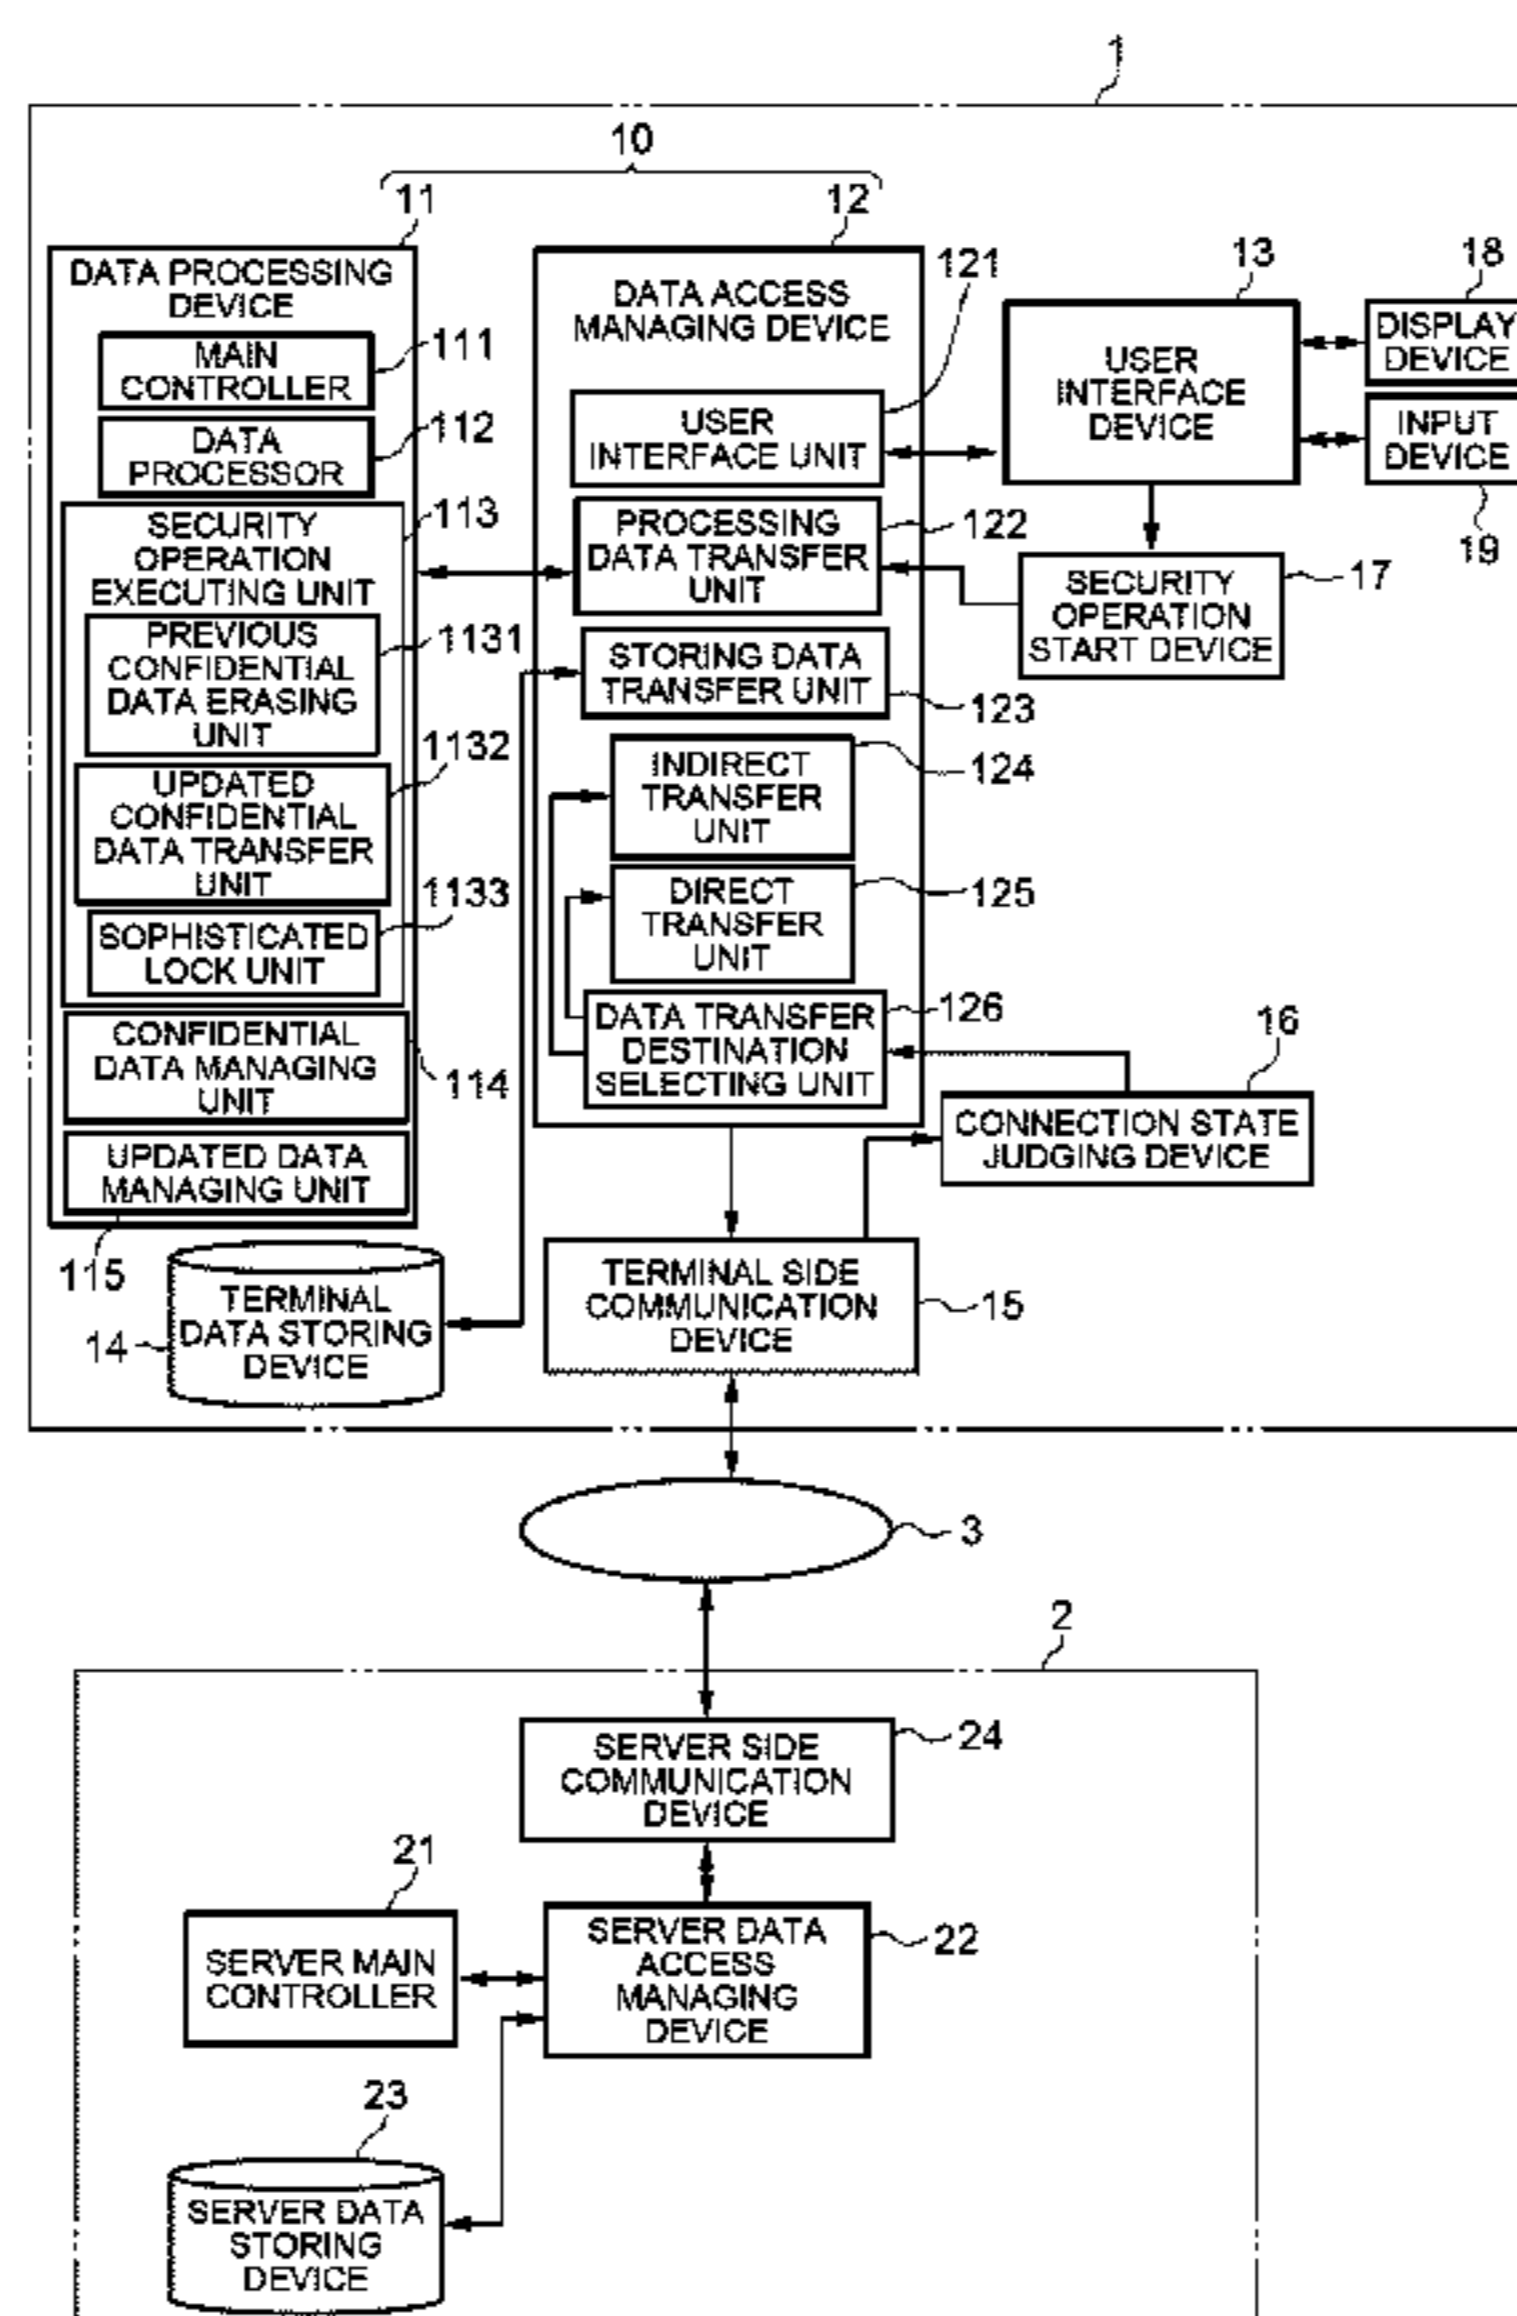 1
10
11
12
DATA PROCESSING
DEVICE
MAIN
CONTROLLER
111
DATA
PROCESSOR
112
SECURITY
OPERATION
EXECUTING UNIT
113
PREVIOUS
CONFIDENTIAL
DATA ERASING
UNIT
1131
UPDATED
CONFIDENTIAL
DATA TRANSFER
UNIT
1132
SOPHISTICATED
LOCK UNIT
1133
CONFIDENTIAL
DATA MANAGING
UNIT
114
UPDATED DATA
MANAGING UNIT
115
TERMINAL
DATA STORING
DEVICE
14
DATA ACCESS
MANAGING DEVICE
121
USER
INTERFACE UNIT
PROCESSING
DATA TRANSFER
UNIT
122
STORING DATA
TRANSFER UNIT
123
INDIRECT
TRANSFER
UNIT
124
DIRECT
TRANSFER
UNIT
125
DATA TRANSFER
DESTINATION
SELECTING UNIT
126
13
USER
INTERFACE
DEVICE
18
DISPLAY
DEVICE
INPUT
DEVICE
19
SECURITY
OPERATION
START DEVICE
17
16
CONNECTION STATE
JUDGING DEVICE
TERMINAL SIDE
COMMUNICATION
DEVICE
15
3
2
SERVER SIDE
COMMUNICATION
DEVICE
24
21
SERVER MAIN
CONTROLLER
SERVER DATA
ACCESS
MANAGING
DEVICE
22
23
SERVER DATA
STORING
DEVICE